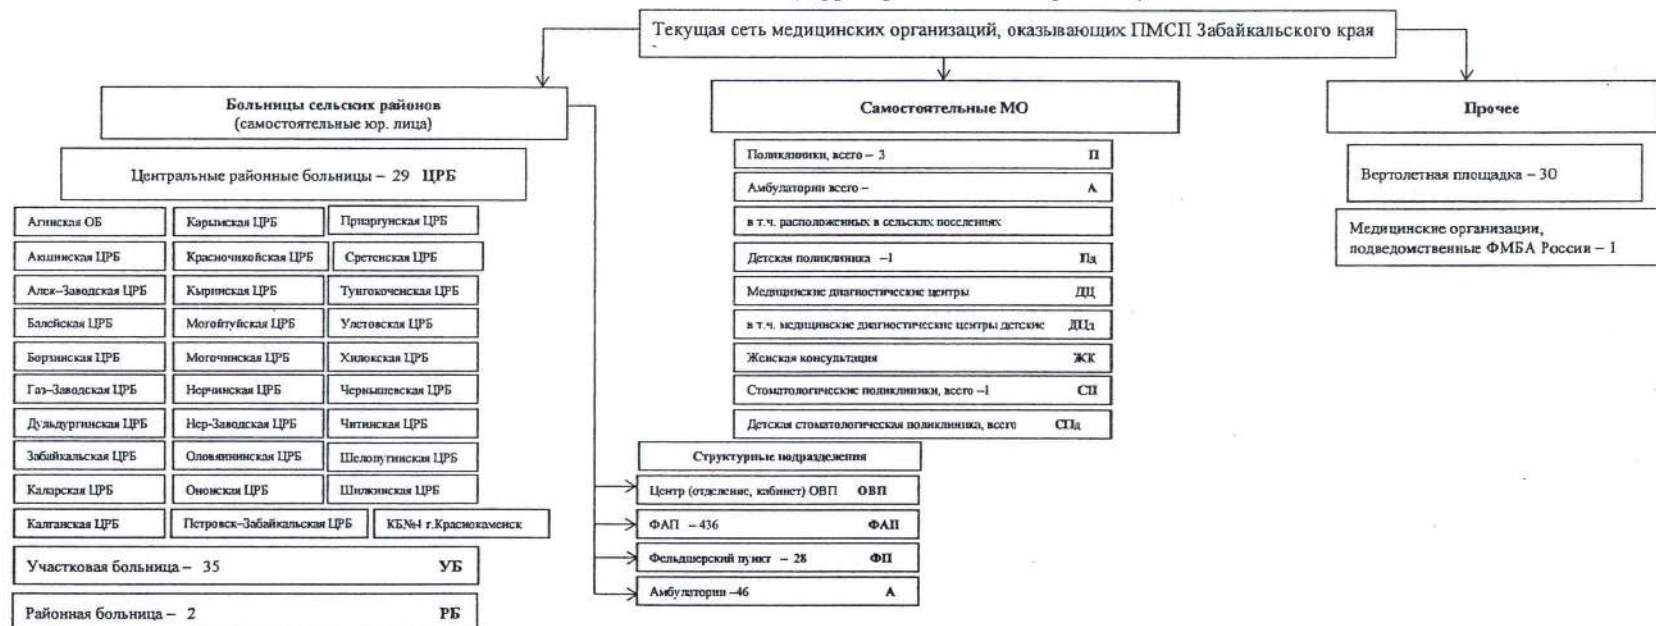 Текущая сеть медицинских организаций, оказывающих ПМСП Забайкальского края
Больницы сельских районов
(самостоятельные юр. лица)
Центральные районные больницы – 29 ЦРБ
Агинская ОБ
Карымская ЦРБ
Приаргунская ЦРБ
Акшинская ЦРБ
Красночикойская ЦРБ
Сретенская ЦРБ
Алек–Заводская ЦРБ
Кыринская ЦРБ
Тунгокоченская ЦРБ
Балейская ЦРБ
Могойтуйская ЦРБ
Улетовская ЦРБ
Борзинская ЦРБ
Могочинская ЦРБ
Хилокская ЦРБ
Газ–Заводская ЦРБ
Нерчинская ЦРБ
Чернышевская ЦРБ
Дульдургинская ЦРБ
Нер-Заводская ЦРБ
Читинская ЦРБ
Забайкальская ЦРБ
Оловяннинская ЦРБ
Шелопугинская ЦРБ
Каларская ЦРБ
Ононская ЦРБ
Шилкинская ЦРБ
Калганская ЦРБ
Петровск–Забайкальская ЦРБ
КБ№4 г.Краснокаменск
Участковая больница – 35 УБ
Районная больница – 2 РБ
Самостоятельные МО
Поликлиники, всего – 3 П
Амбулатории всего – А
в т.ч. расположенных в сельских поселениях
Детская поликлиника –1 Пд
Медицинские диагностические центры ДЦ
в т.ч. медицинские диагностические центры детские ДЦд
Женская консультация ЖК
Стоматологические поликлиники, всего –1 СП
Детская стоматологическая поликлиника, всего СПд
Структурные подразделения
Центр (отделение, кабинет) ОВП ОВП
ФАП – 436 ФАП
Фельдшерский пункт – 28 ФП
Амбулатории –46 А
Прочее
Вертолетная площадка – 30
Медицинские организации,
подведомственные ФМБА России – 1